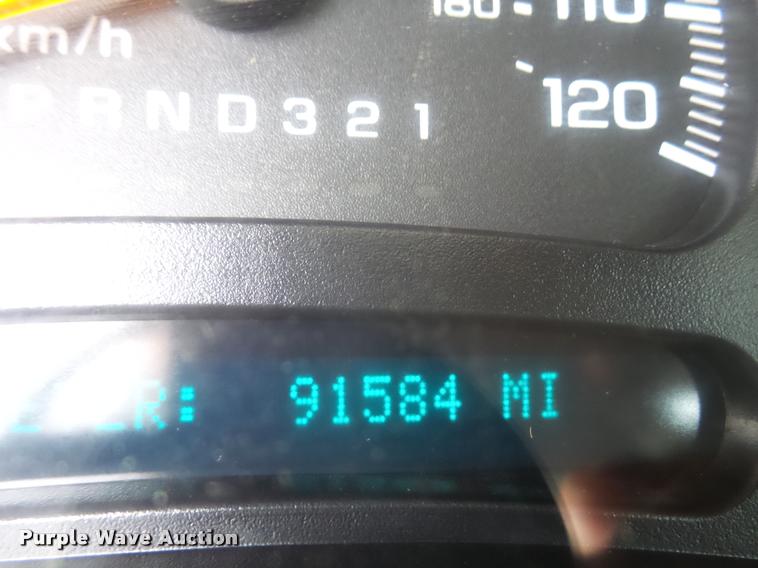 180 110
km/h
P R N D 3 2 1
120
91584 MI
Purple Wave Auction